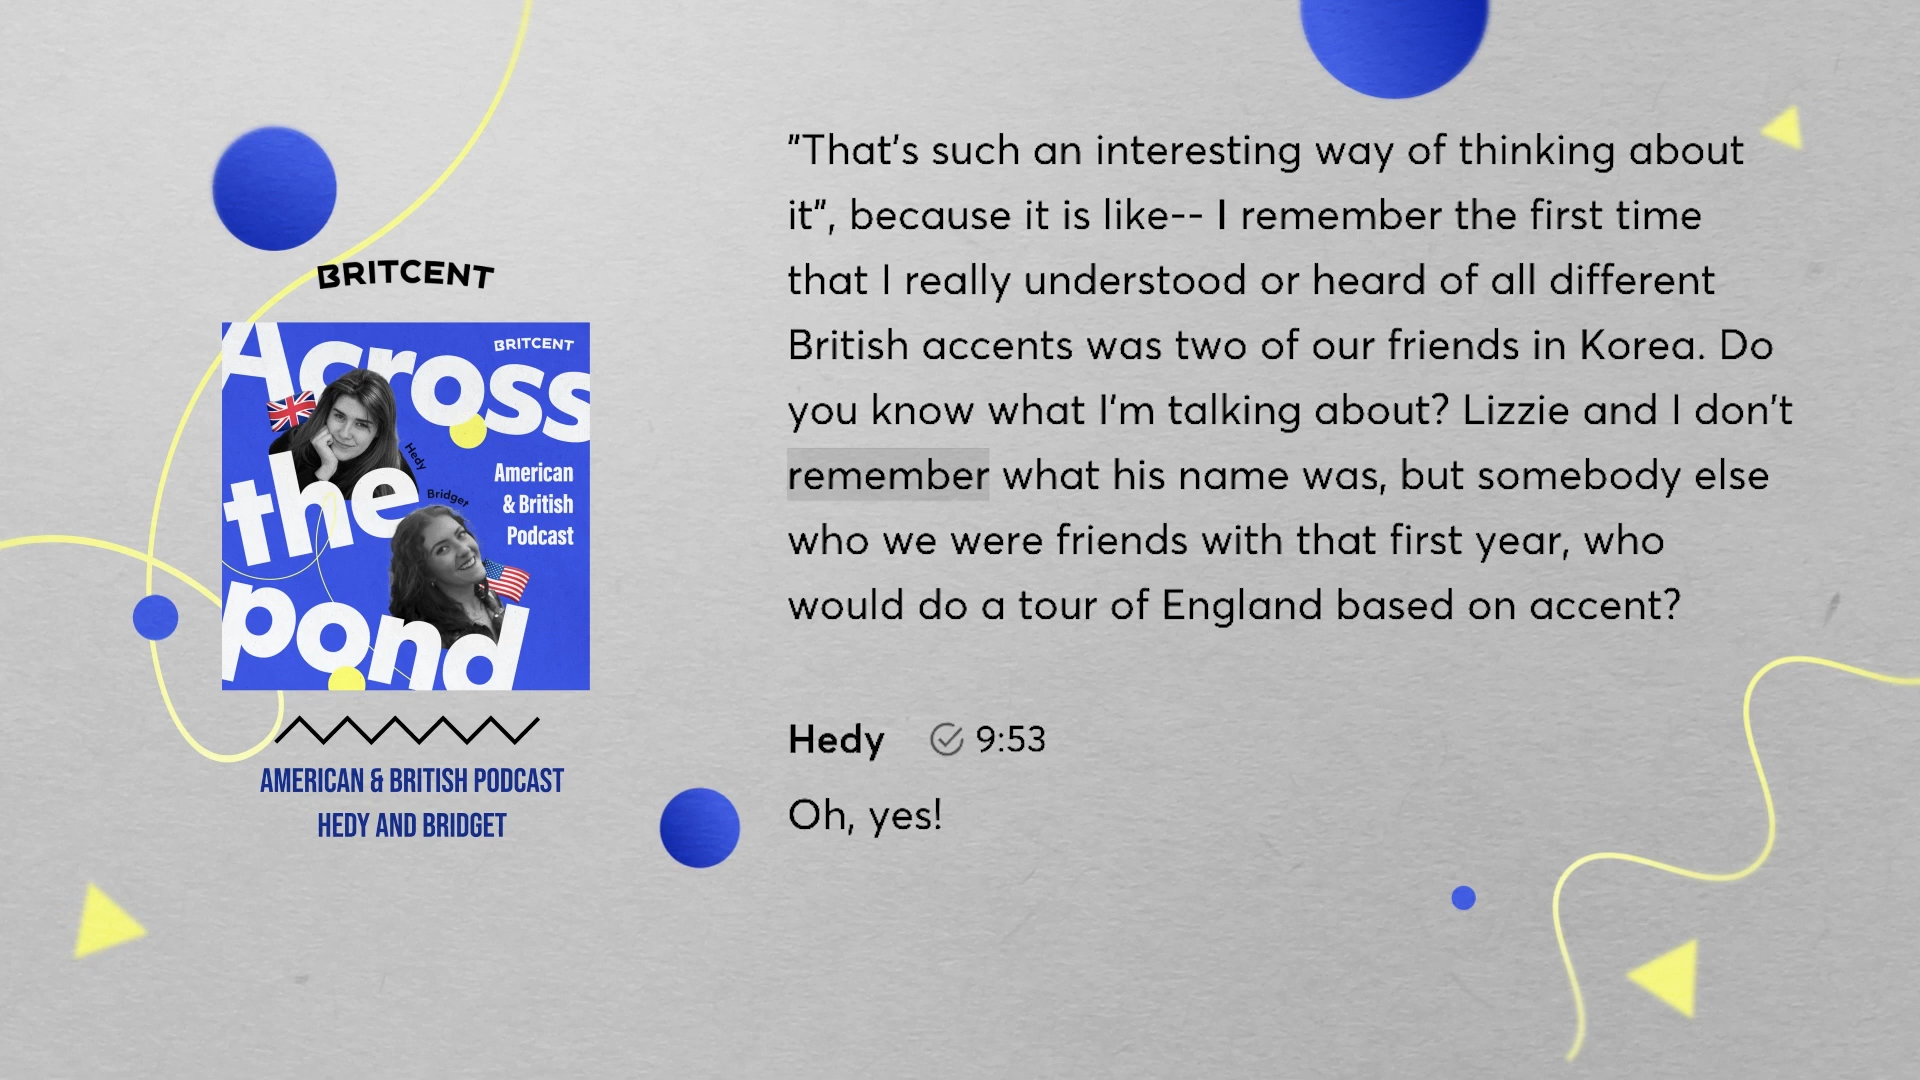 BRITCENT
Across
BRITCENT
Hedy
the
Bridget
American
& British
Podcast
pond
AMERICAN & BRITISH PODCAST
HEDY AND BRIDGET
"That's such an interesting way of thinking about
it", because it is like-- I remember the first time
that I really understood or heard of all different
British accents was two of our friends in Korea. Do
you know what I'm talking about? Lizzie and I don't
remember what his name was, but somebody else
who we were friends with that first year, who
would do a tour of England based on accent?
Hedy 9:53
Oh, yes!